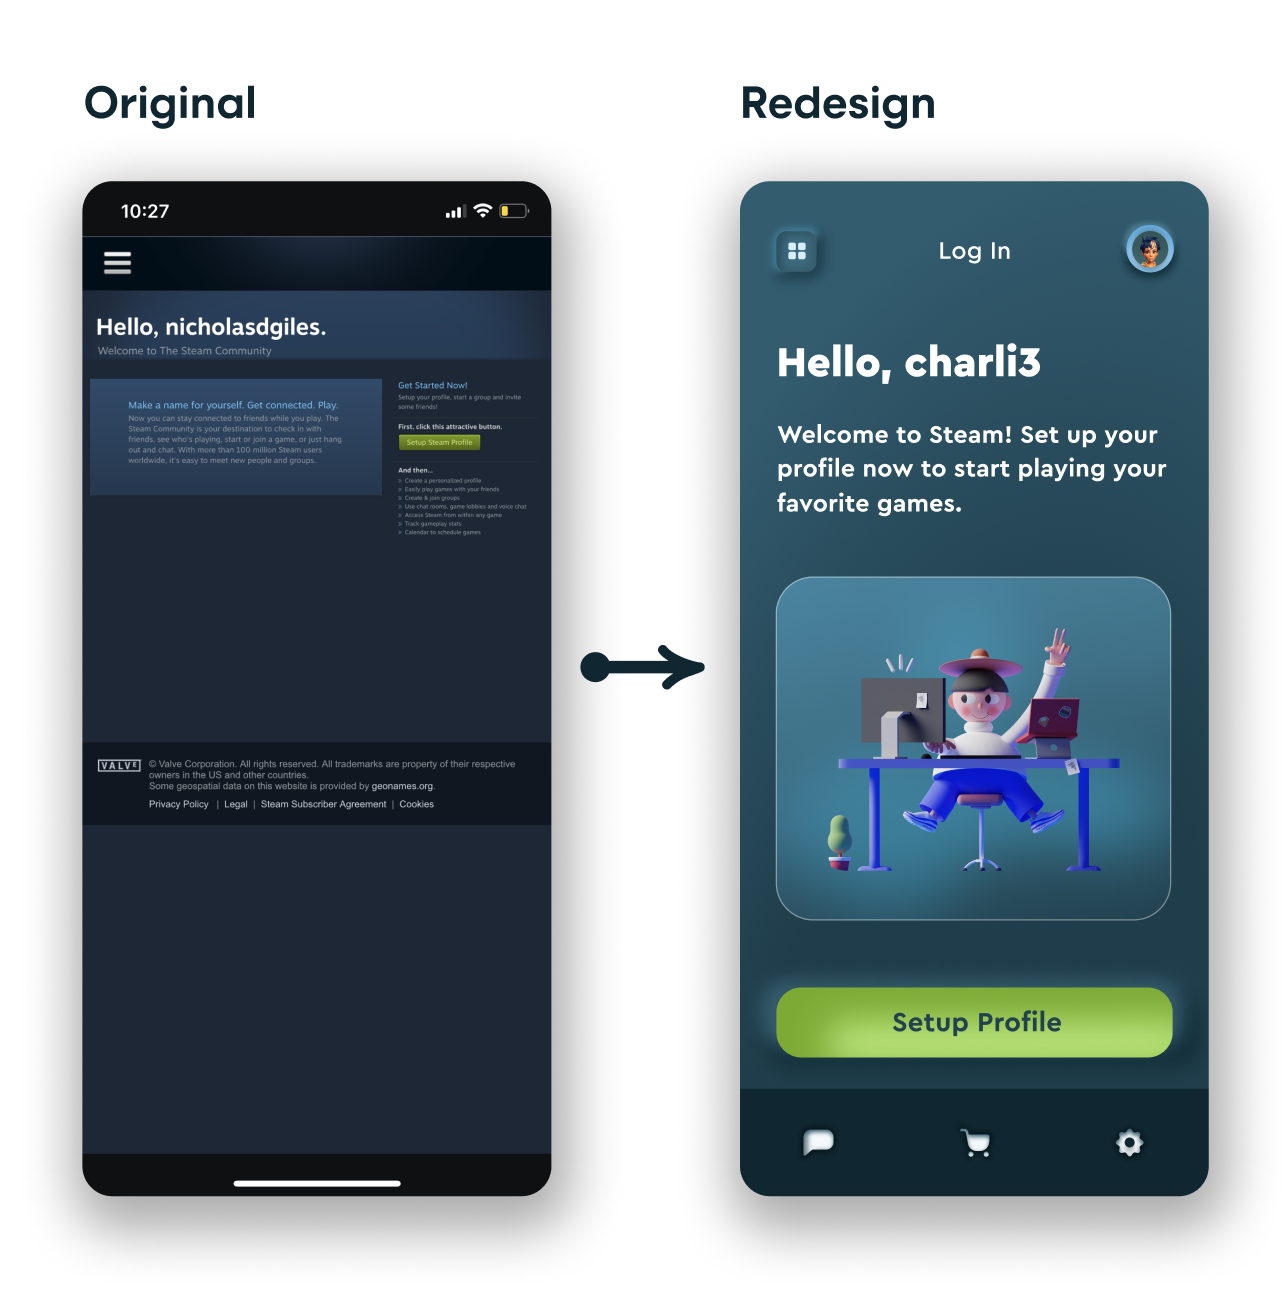 Original
Redesign
10:27
Hello, nicholasdgiles.
Welcome to The Steam Community
Make a name for yourself. Get connected. Play.
Now you can stay connected to friends while you play. The
Steam Community is your destination to check in with
friends, see who's playing, start or join a game, or just hang
out and chat. With more than 100 million Steam users
worldwide, it's easy to meet new people and groups.
Get Started Now!
Setup your profile, start a group and invite
some friends!
First, click this attractive button.
Setup Steam Profile
And then...
» Create a personalized profile
» Easily play games with your friends
» Create & join groups
» Use chat rooms, game lobbies and voice chat
» Access Steam from within any game
» Track gameplay stats
» Calendar to schedule games
VALVE
© Valve Corporation. All rights reserved. All trademarks are property of their respective
owners in the US and other countries.
Some geospatial data on this website is provided by geonames.org.
Privacy Policy | Legal | Steam Subscriber Agreement | Cookies
Log In
Hello, charli3
Welcome to Steam! Set up your
profile now to start playing your
favorite games.
Setup Profile